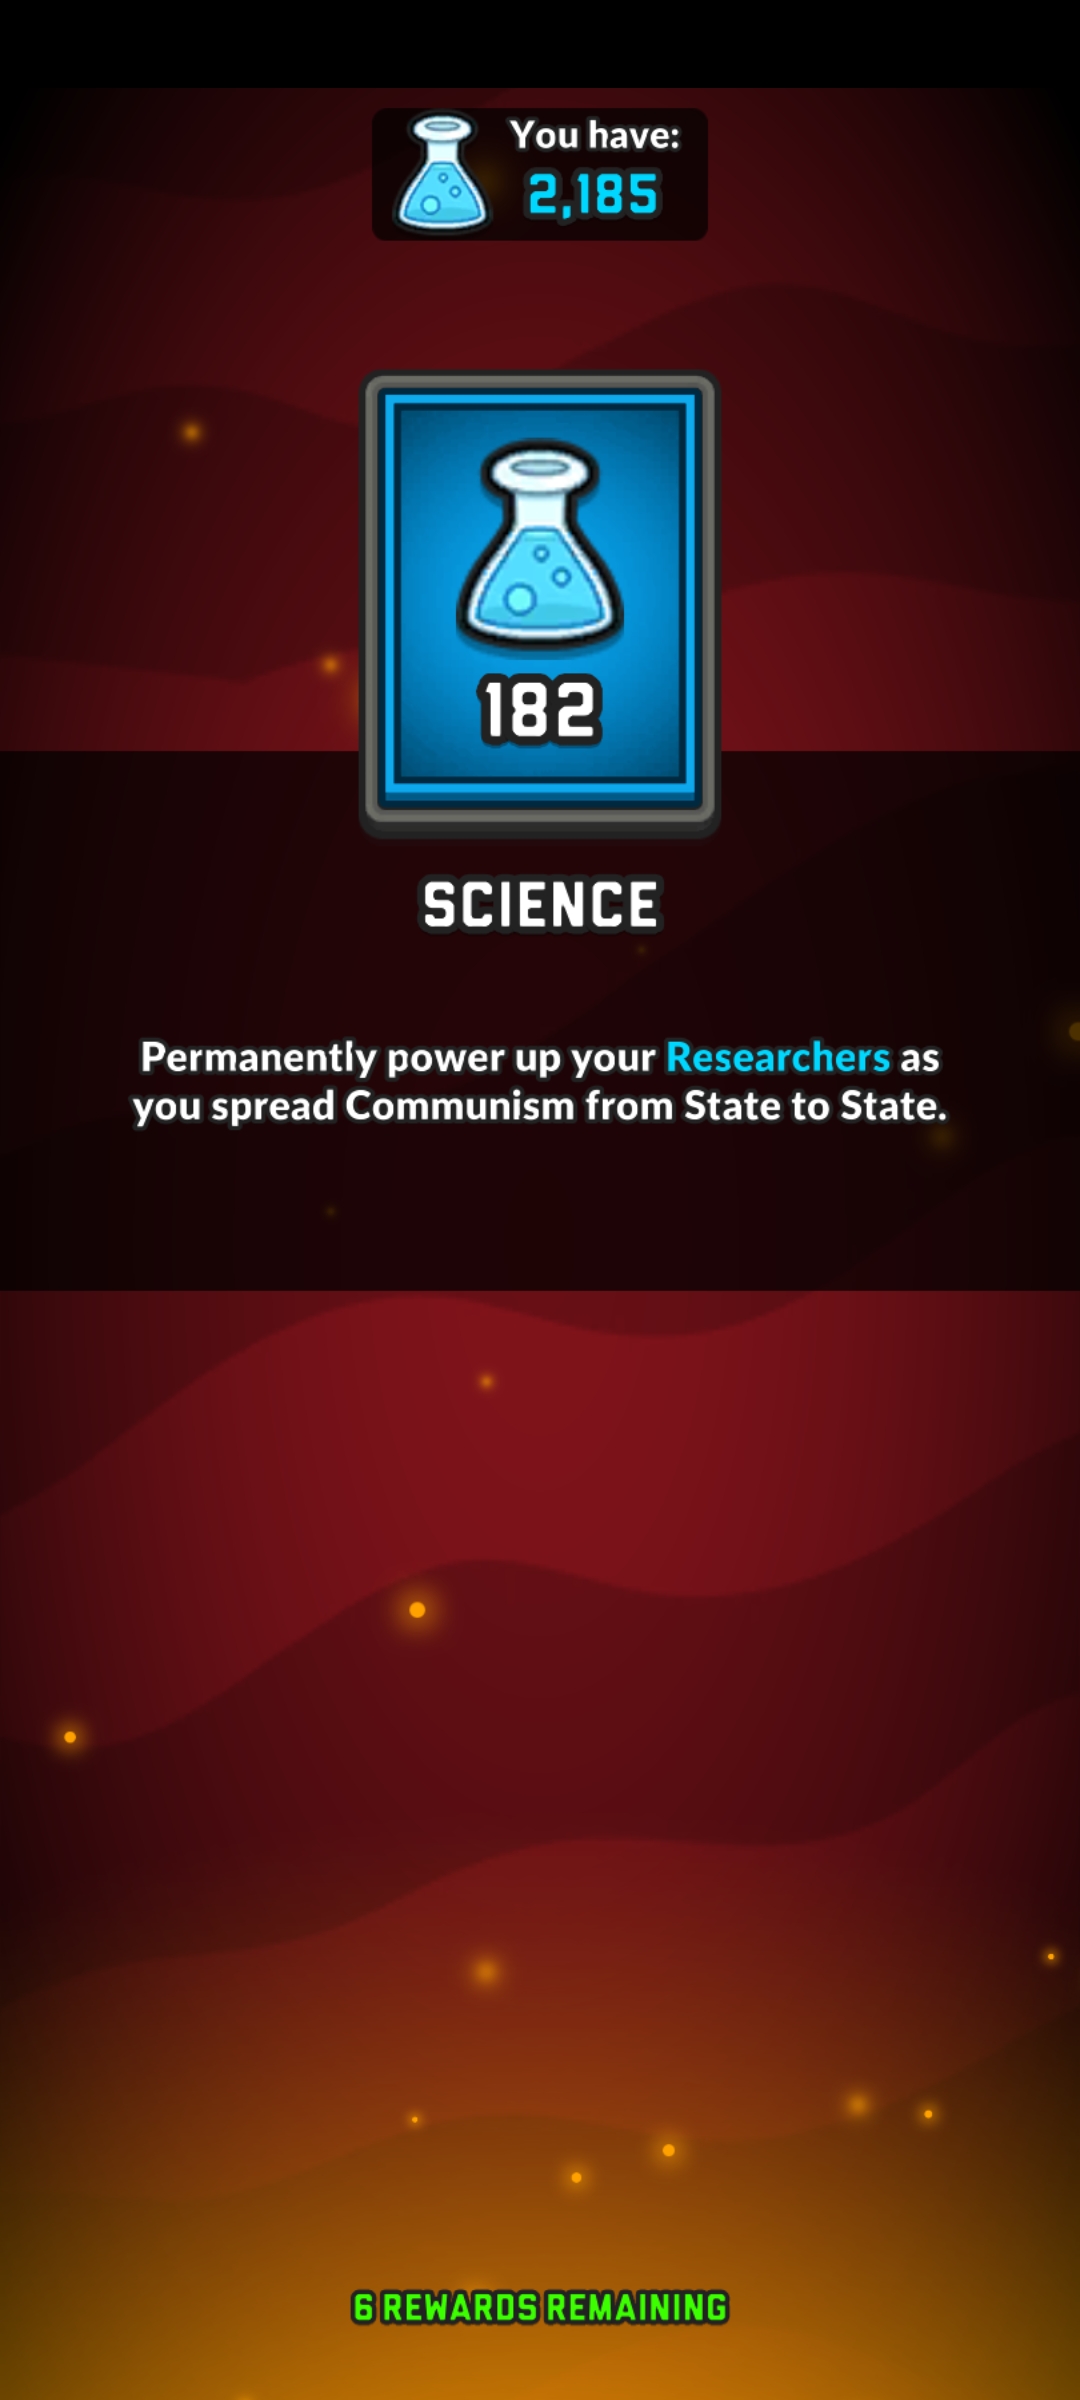 You have:
2,185
182
SCIENCE
Permanently power up your Researchers as
you spread Communism from State to State.
6 REWARDS REMAINING